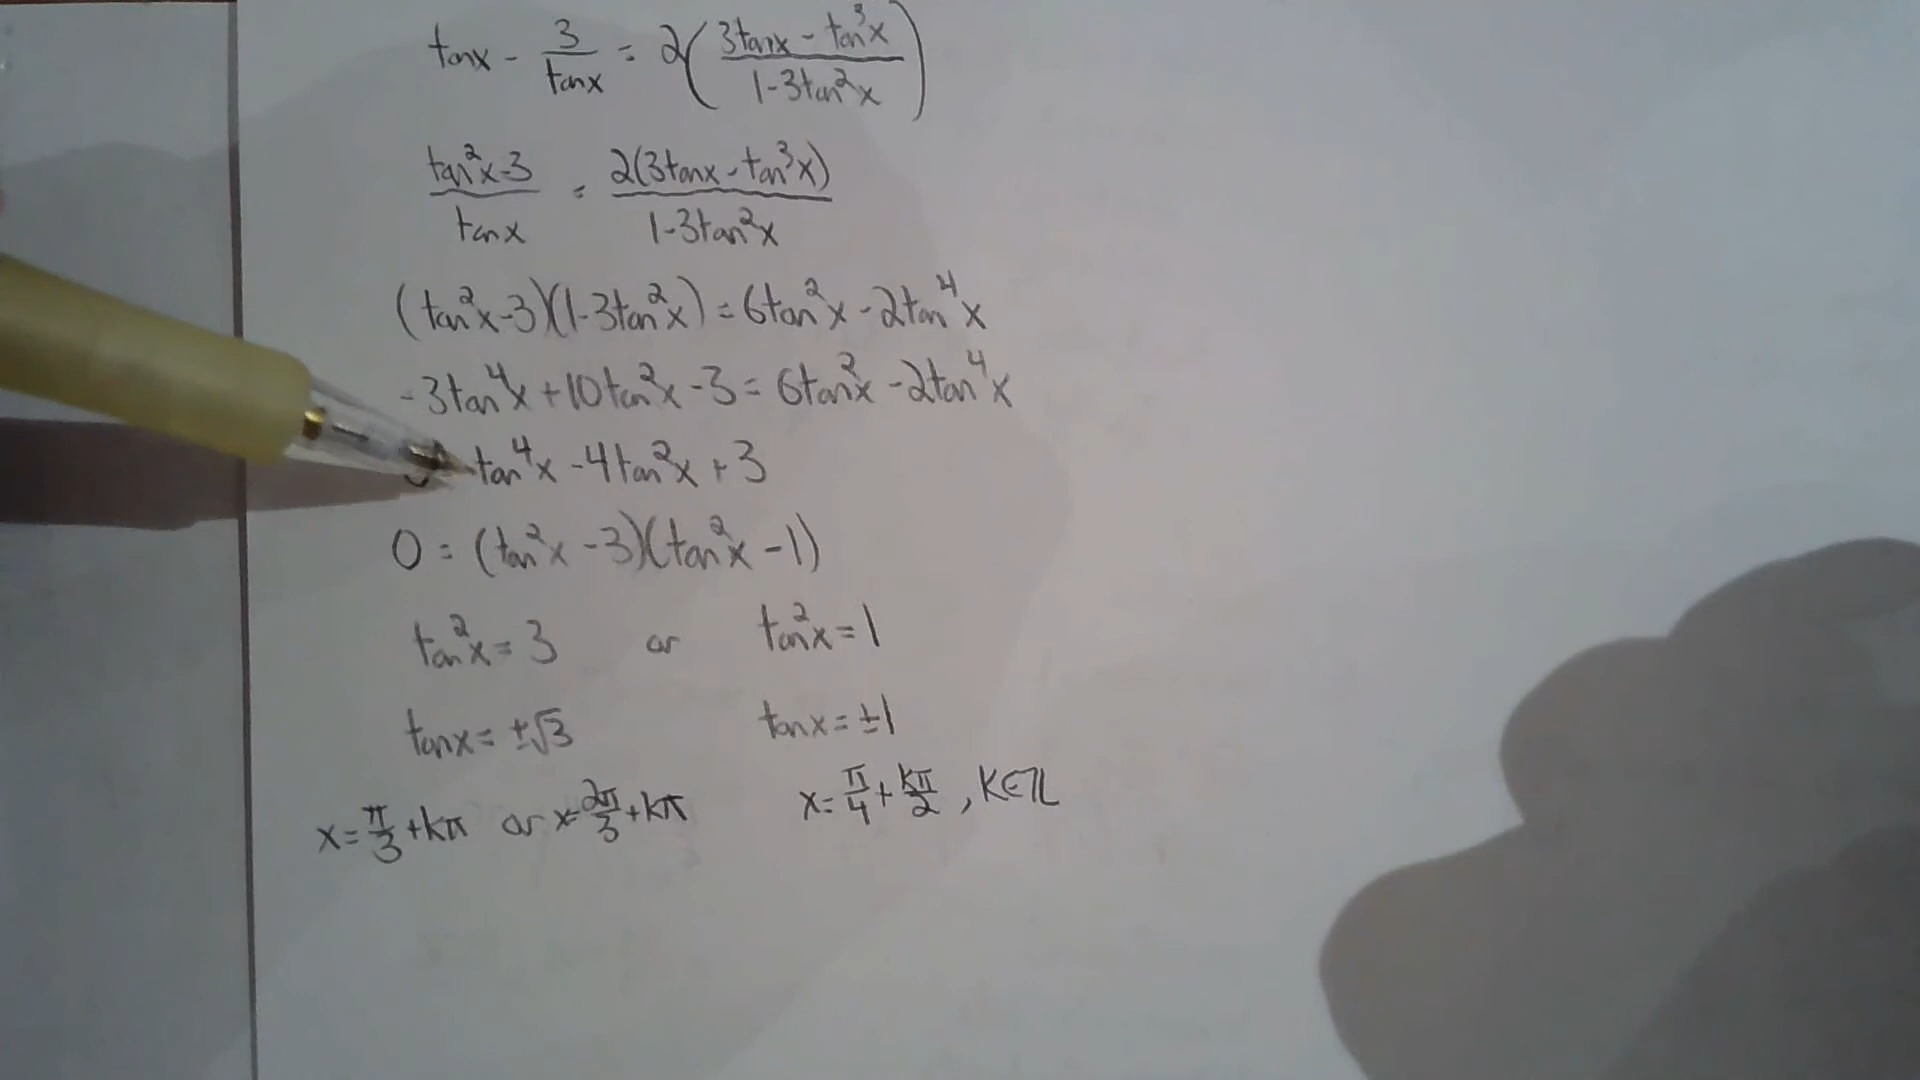 tanx - 3/tanx = 2((3tanx - tan³x)/(1-3tan²x))
(tan²x-3)/tanx = 2(3tanx-tan³x)/(1-3tan²x)
(tan²x-3)(1-3tan²x) = 6tan²x - 2tan⁴x
-3tan⁴x + 10tan²x - 3 = 6tan²x - 2tan⁴x
tan⁴x - 4tan²x + 3
0 = (tan²x - 3)(tan²x - 1)
tan²x = 3 or tan²x = 1
tanx = ±√3 tanx = ±1
x = π/3 + kπ or x = 2π/3 + kπ x = π/4 + kπ/2, k∈ℤ